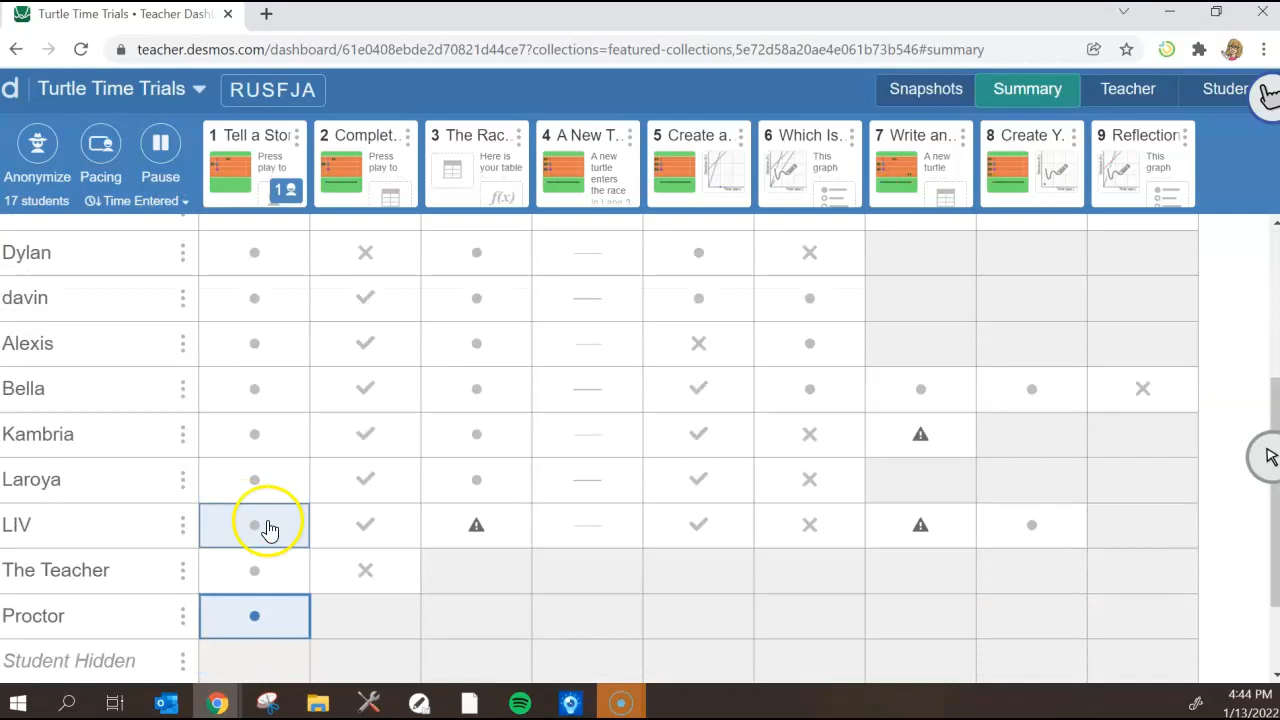 Turtle Time Trials • Teacher Dash
teacher.desmos.com/dashboard/61e0408ebde2d70821d44ce7?collections=featured-collections,5e72d58a20ae4e061b73b546#summary
d Turtle Time Trials RUSFJA Snapshots Summary Teacher Studer
Anonymize Pacing Pause
17 students Time Entered
1 Tell a Stor
Press
play to
1
2 Complet...
Press
play to
3 The Rac...
Here is
your table
f(x)
4 A New T...
A new
turtle
enters
the race
in Lane 3
5 Create a...
6 Which Is...
This
graph
7 Write an...
A new
turtle
8 Create Y...
9 Reflection
This
graph
Dylan
davin
Alexis
Bella
Kambria
Laroya
LIV
The Teacher
Proctor
Student Hidden
4:44 PM
1/13/2022